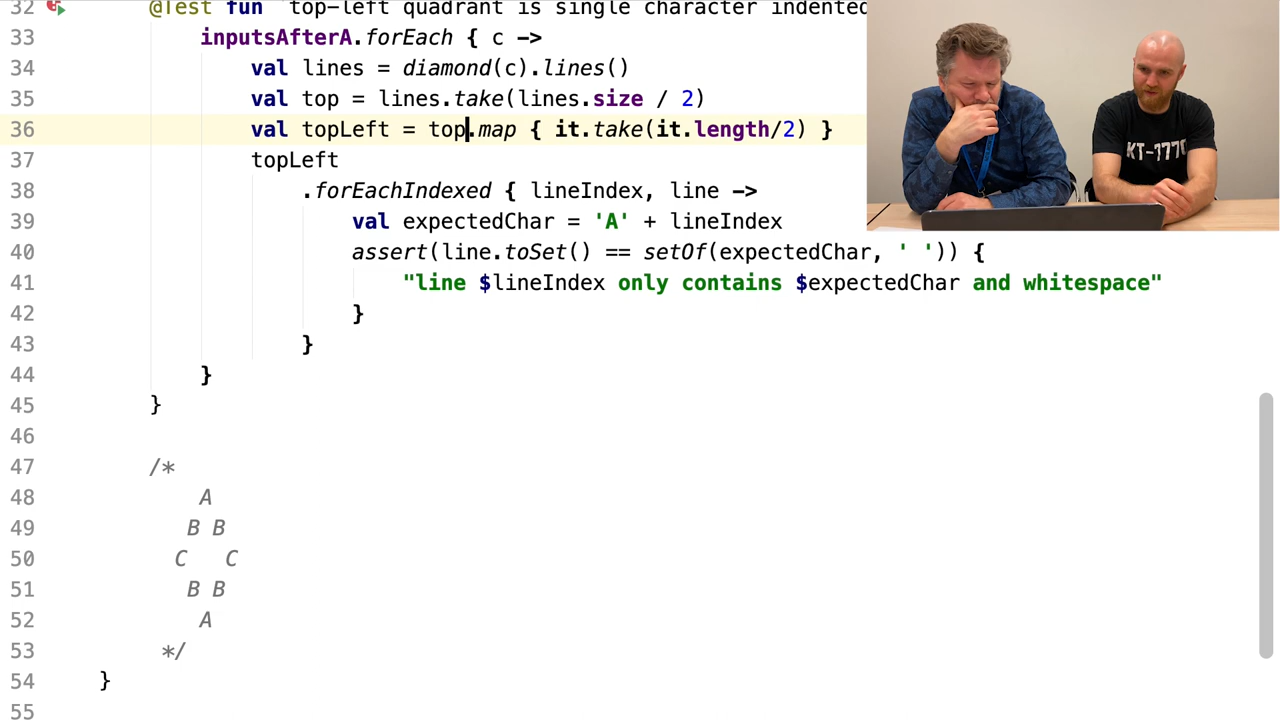 32 @Test fun `top-left quadrant is single character indented
33 inputsAfterA.forEach { c ->
34 val lines = diamond(c).lines()
35 val top = lines.take(lines.size / 2)
36 val topLeft = top.map { it.take(it.length/2) }
37 topLeft
38 .forEachIndexed { lineIndex, line ->
39 val expectedChar = 'A' + lineIndex
40 assert(line.toSet() == setOf(expectedChar, ' ')) {
41 "line $lineIndex only contains $expectedChar and whitespace"
42 }
43 }
44 }
45 }
46
47 /*
48 A
49 B B
50 C   C
51 B B
52 A
53 */
54 }
55
KT-7770